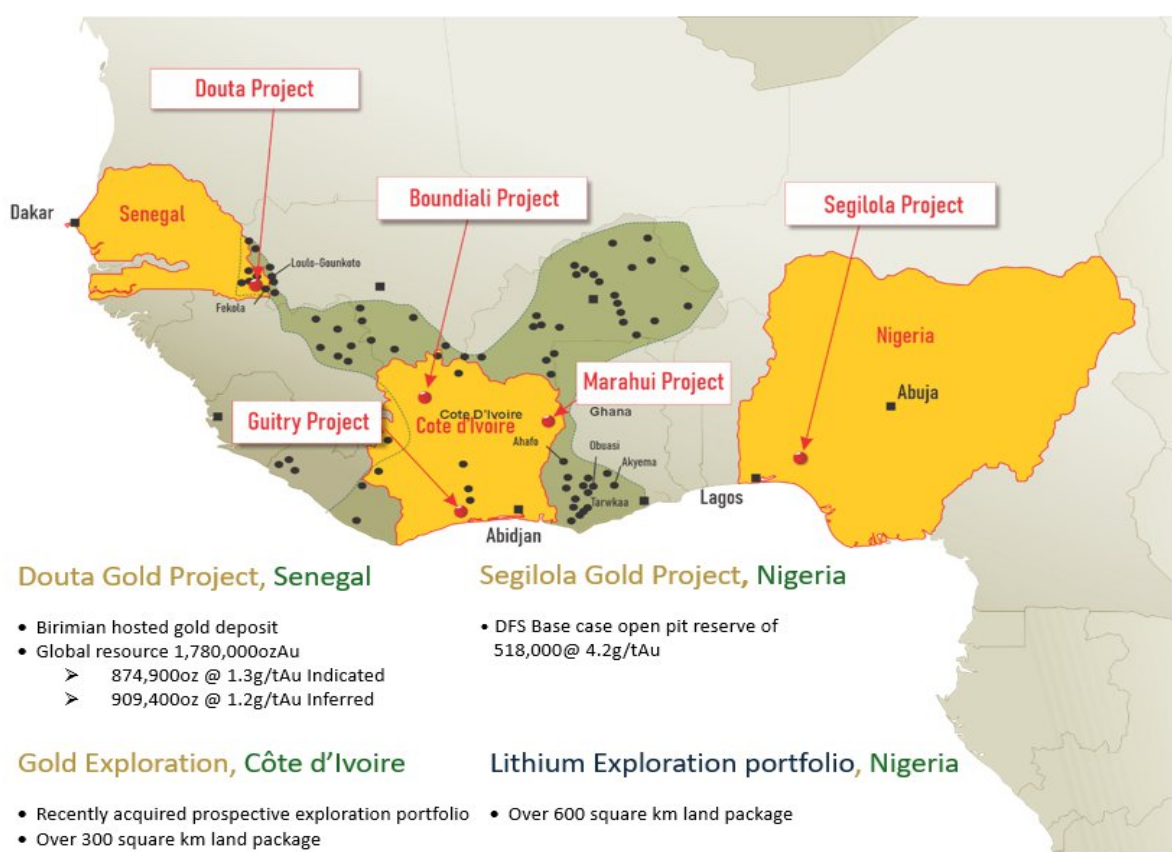 Douta Project
Boundiali Project
Segilola Project
Dakar
Senegal
Loulo-Gounkoto
Fekola
Nigeria
Abuja
Marahui Project
Guitry Project
Cote D'Ivoire
Cote d'Ivoire
Ghana
Ahafo
Obuasi
Akyema
Tarwkaa
Lagos
Abidjan
Douta Gold Project, Senegal
• Birimian hosted gold deposit
• Global resource 1,780,000ozAu
➢ 874,900oz @ 1.3g/tAu Indicated
➢ 909,400oz @ 1.2g/tAu Inferred
Segilola Gold Project, Nigeria
• DFS Base case open pit reserve of
518,000@ 4.2g/tAu
Gold Exploration, Côte d’Ivoire
• Recently acquired prospective exploration portfolio
• Over 300 square km land package
Lithium Exploration portfolio, Nigeria
• Over 600 square km land package